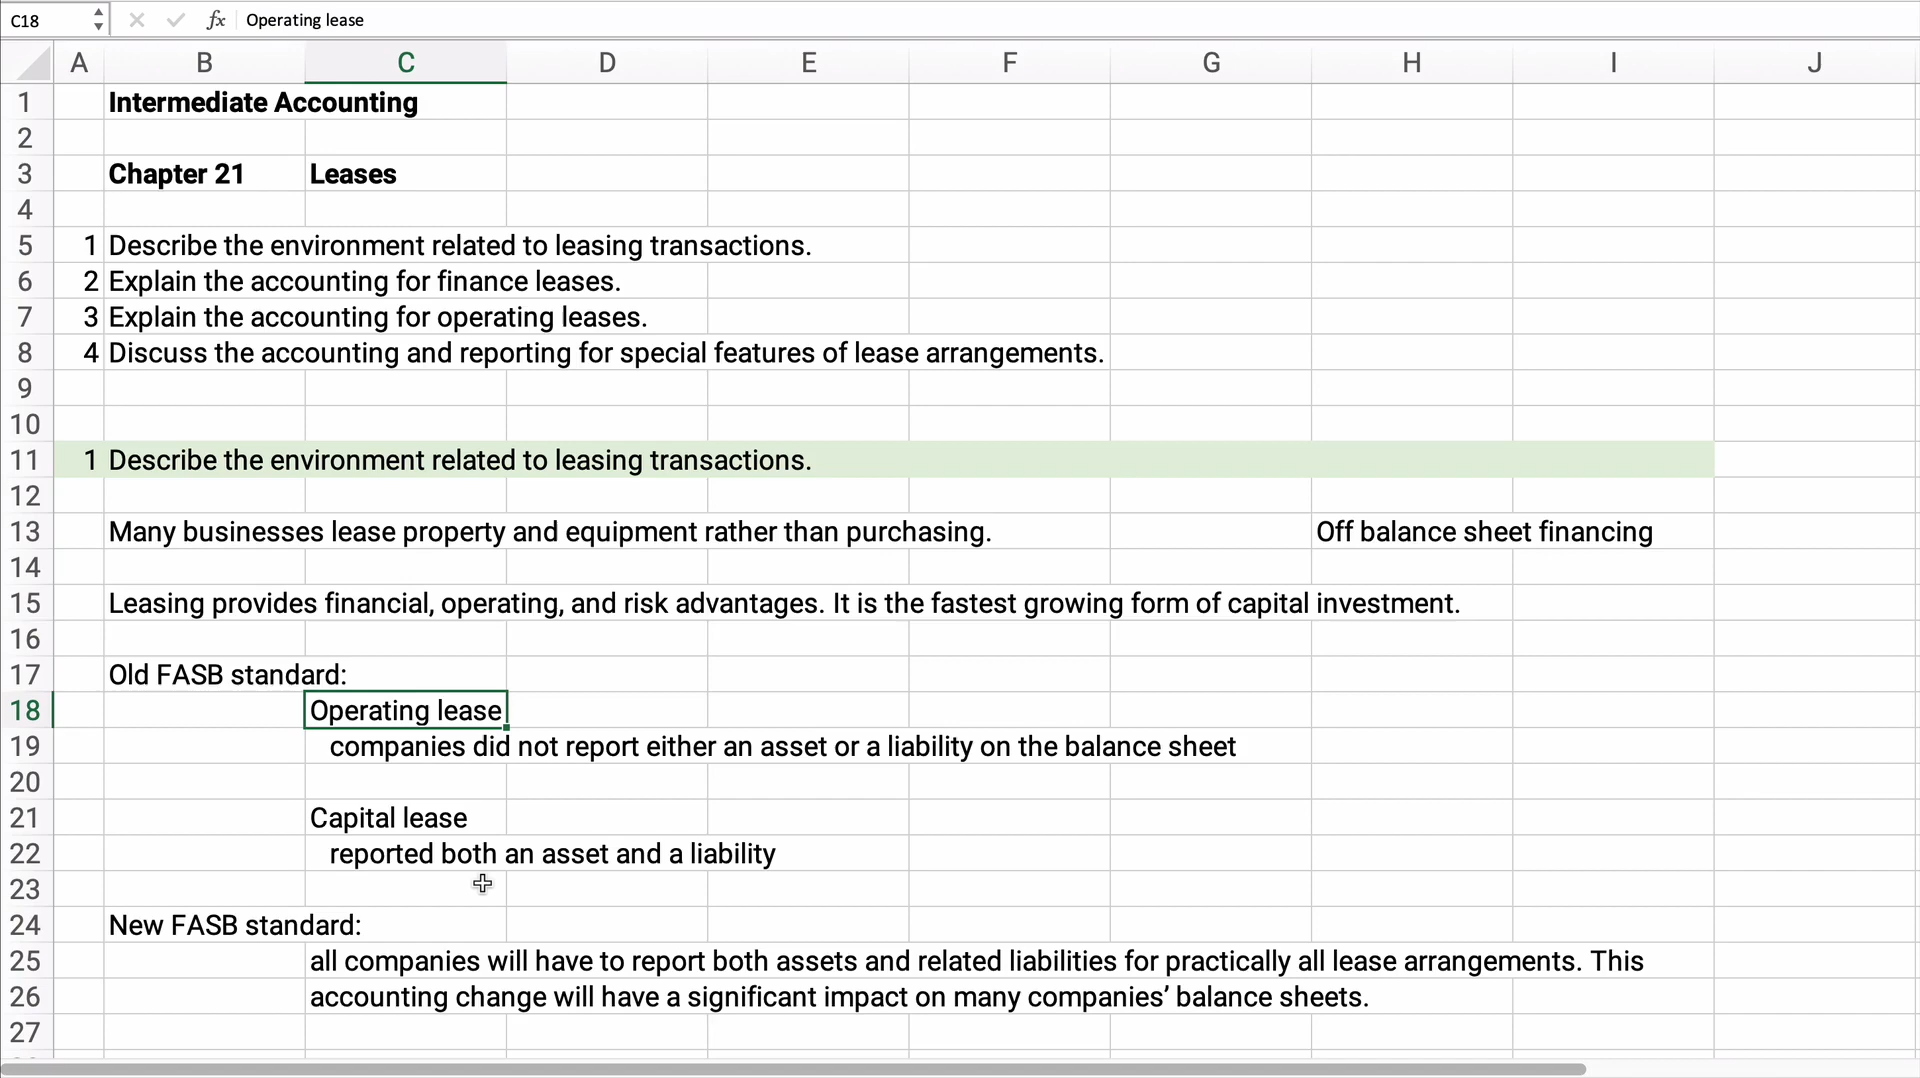 C18 fx Operating lease
A B C D E F G H I J
1 Intermediate Accounting
2
3 Chapter 21 Leases
4
5 1 Describe the environment related to leasing transactions.
6 2 Explain the accounting for finance leases.
7 3 Explain the accounting for operating leases.
8 4 Discuss the accounting and reporting for special features of lease arrangements.
9
10
11 1 Describe the environment related to leasing transactions.
12
13 Many businesses lease property and equipment rather than purchasing. Off balance sheet financing
14
15 Leasing provides financial, operating, and risk advantages. It is the fastest growing form of capital investment.
16
17 Old FASB standard:
18 Operating lease
19 companies did not report either an asset or a liability on the balance sheet
20
21 Capital lease
22 reported both an asset and a liability
23
24 New FASB standard:
25 all companies will have to report both assets and related liabilities for practically all lease arrangements. This
26 accounting change will have a significant impact on many companies’ balance sheets.
27